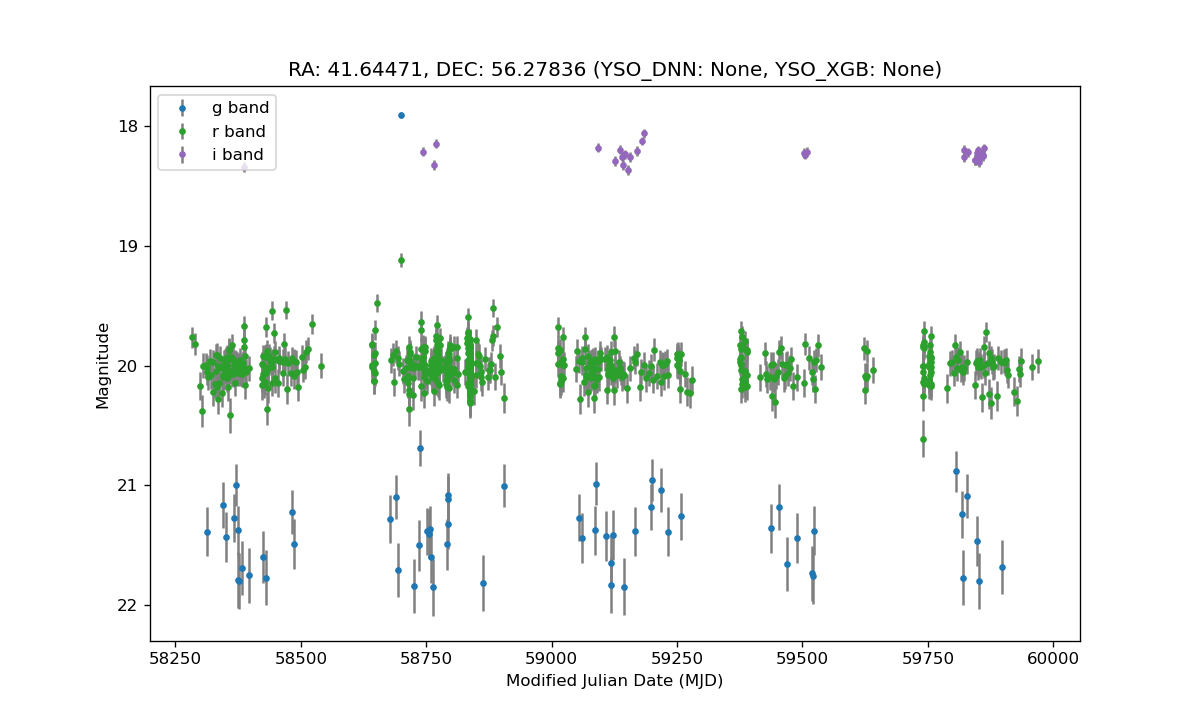 RA: 41.64471, DEC: 56.27836 (YSO_DNN: None, YSO_XGB: None)
g band
r band
i band
18
19
20
21
22
Magnitude
58250 58500 58750 59000 59250 59500 59750 60000
Modified Julian Date (MJD)